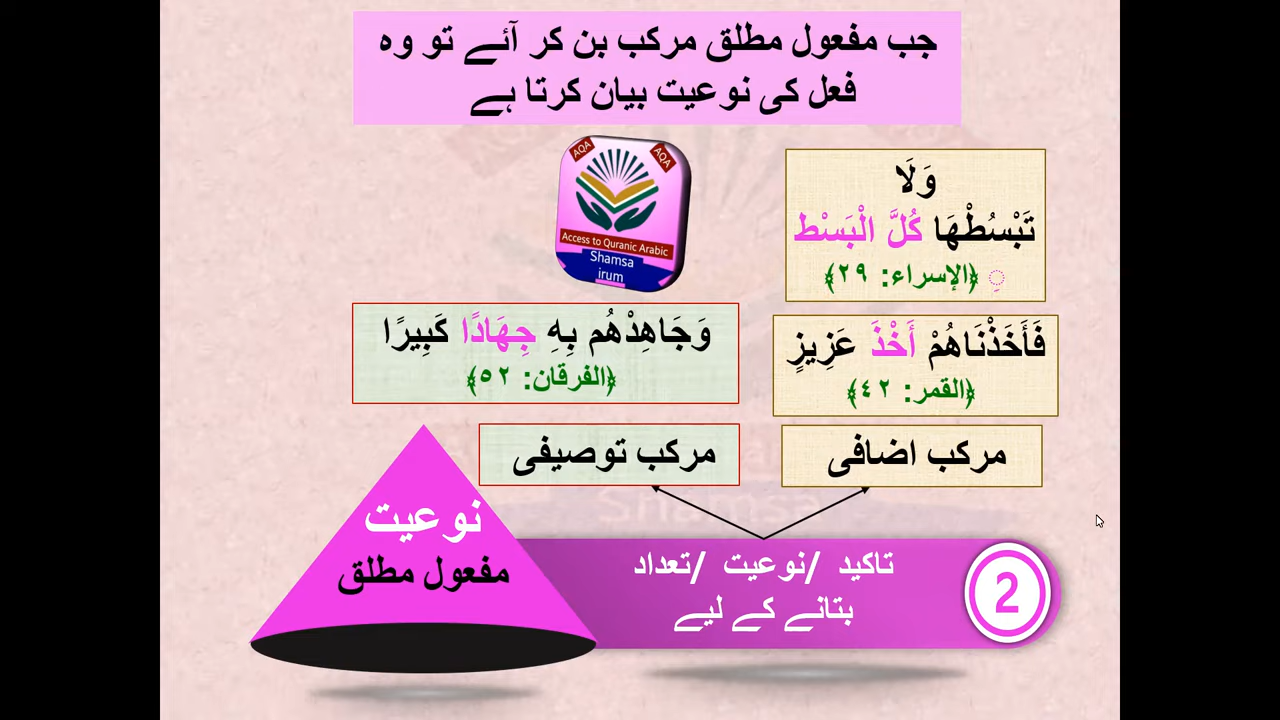 جب مفعول مطلق مرکب بن کر آئے تو وہ
فعل کی نوعیت بیان کرتا ہے
AQA
AQA
Access to Quranic Arabic
Shamsa
irum
وَلَا
تَبْسُطْهَا كُلَّ الْبَسْط
ِ ﴿الإسراء: ٢٩﴾
وَجَاهِدْهُم بِهِ جِهَادًا كَبِيرًا
﴿الفرقان: ٥٢﴾
فَأَخَذْنَاهُمْ أَخْذَ عَزِيزٍ
﴿القمر: ٤٢﴾
مرکب اضافی
مرکب توصیفی
نوعیت
مفعول مطلق
تاکید /نوعیت /تعداد
بتانے کے لیے
2
Shamsa